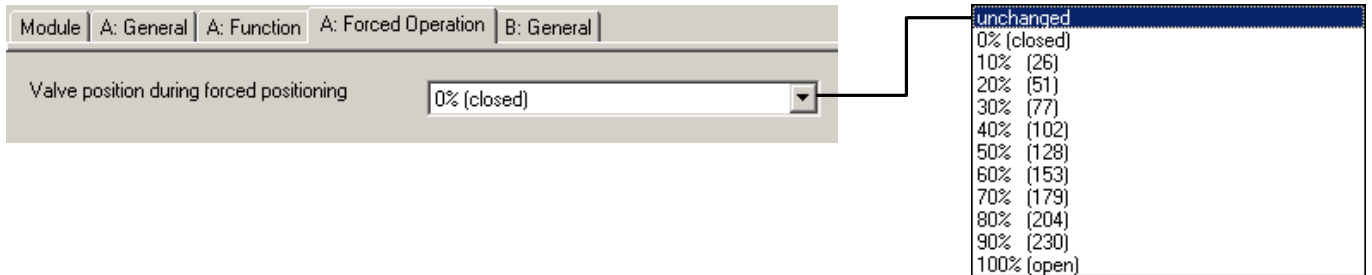 Module A: General A: Function A: Forced Operation B: General
Valve position during forced positioning 0% (closed)
unchanged
0% (closed)
10% (26)
20% (51)
30% (77)
40% (102)
50% (128)
60% (153)
70% (179)
80% (204)
90% (230)
100% (open)